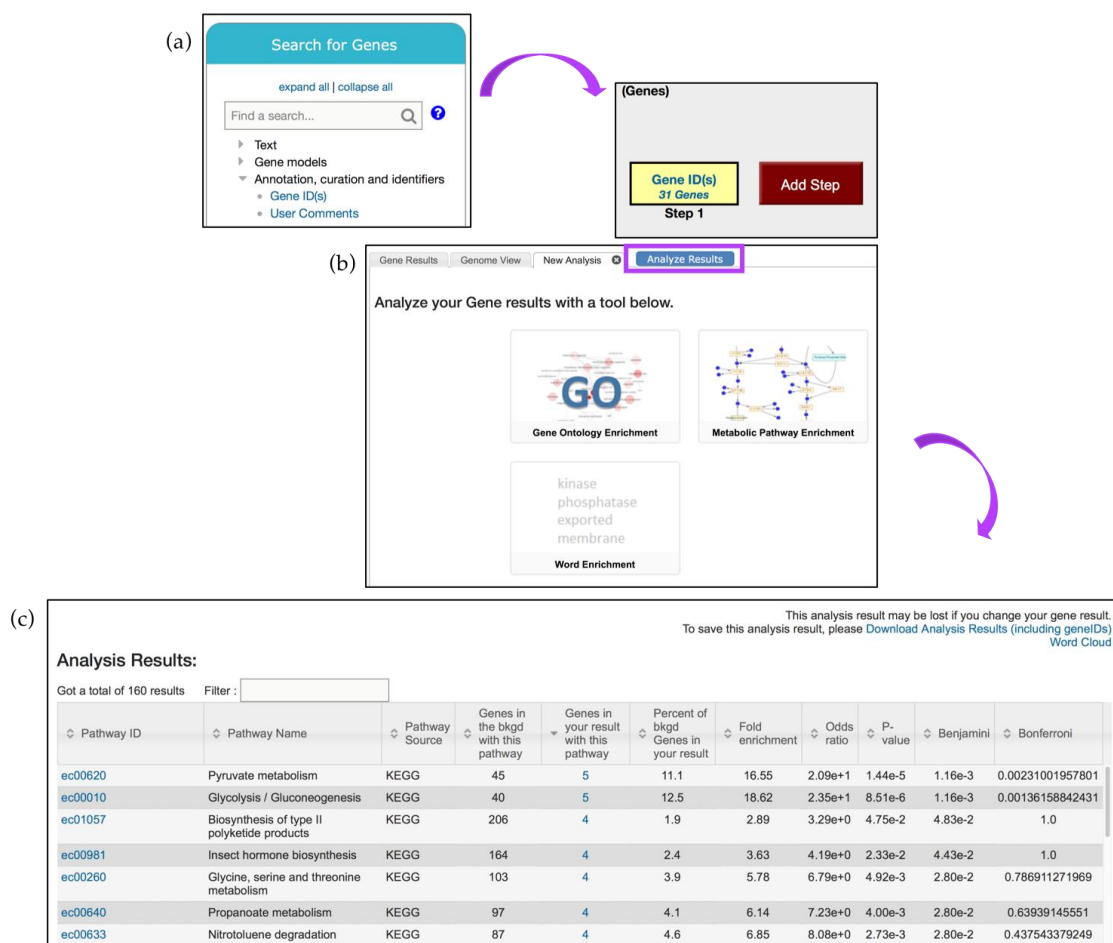 (a)
Search for Genes
expand all | collapse all
Find a search...
Text
Gene models
Annotation, curation and identifiers
Gene ID(s)
User Comments
(Genes)
Gene ID(s)
31 Genes
Step 1
Add Step
(b)
Gene Results Genome View New Analysis Analyze Results
Analyze your Gene results with a tool below.
GO
Gene Ontology Enrichment
Metabolic Pathway Enrichment
kinase
phosphatase
exported
membrane
Word Enrichment
(c)
This analysis result may be lost if you change your gene result.
To save this analysis result, please Download Analysis Results (including geneIDs)
Word Cloud
Analysis Results:
Got a total of 160 results Filter :
Pathway ID Pathway Name Pathway Source Genes in the bkgd with this pathway Genes in your result with this pathway Percent of bkgd Genes in your result Fold enrichment Odds ratio P-value Benjamini Bonferroni
ec00620 Pyruvate metabolism KEGG 45 5 11.1 16.55 2.09e+1 1.44e-5 1.16e-3 0.00231001957801
ec00010 Glycolysis / Gluconeogenesis KEGG 40 5 12.5 18.62 2.35e+1 8.51e-6 1.16e-3 0.00136158842431
ec01057 Biosynthesis of type II polyketide products KEGG 206 4 1.9 2.89 3.29e+0 4.75e-2 4.83e-2 1.0
ec00981 Insect hormone biosynthesis KEGG 164 4 2.4 3.63 4.19e+0 2.33e-2 4.43e-2 1.0
ec00260 Glycine, serine and threonine metabolism KEGG 103 4 3.9 5.78 6.79e+0 4.92e-3 2.80e-2 0.786911271969
ec00640 Propanoate metabolism KEGG 97 4 4.1 6.14 7.23e+0 4.00e-3 2.80e-2 0.63939145551
ec00633 Nitrotoluene degradation KEGG 87 4 4.6 6.85 8.08e+0 2.73e-3 2.80e-2 0.437543379249